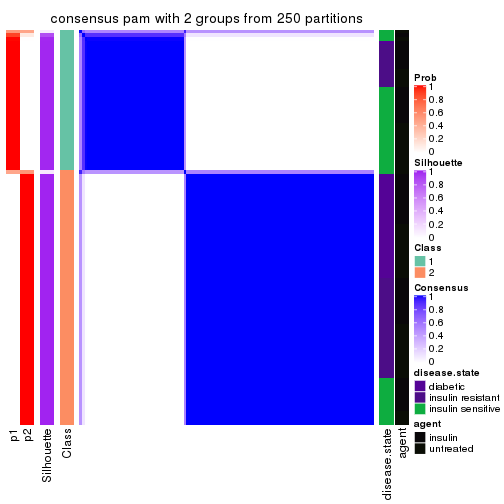 consensus pam with 2 groups from 250 partitions
Prob
1
0.8
0.6
0.4
0.2
0
Silhouette
1
0.8
0.6
0.4
0.2
0
Class
1
2
Consensus
1
0.8
0.6
0.4
0.2
0
disease.state
diabetic
insulin resistant
insulin sensitive
agent
insulin
untreated
p1
p2
Silhouette
Class
disease.state
agent